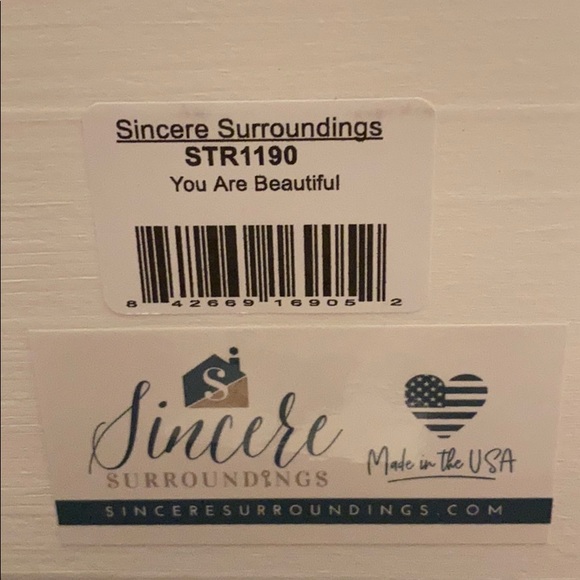 Sincere Surroundings
STR1190
You Are Beautiful
8 42669 16905 2
S
Sincere
SURROUNDINGS
Made in the USA
SINCERESURROUNDINGS.COM